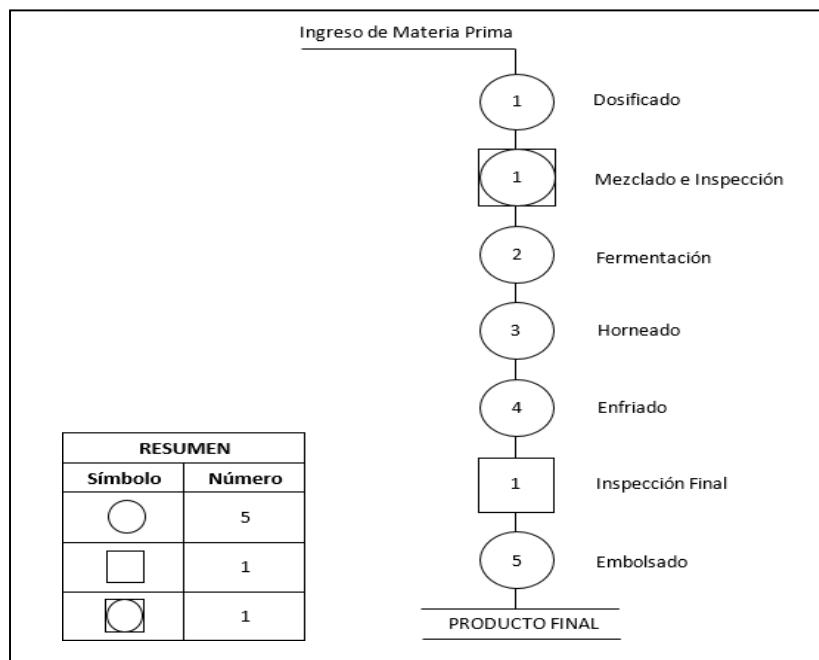 Ingreso de Materia Prima
1 Dosificado
1 Mezclado e Inspección
2 Fermentación
3 Horneado
4 Enfriado
1 Inspección Final
5 Embolsado
PRODUCTO FINAL
RESUMEN
Símbolo Número
5
1
1